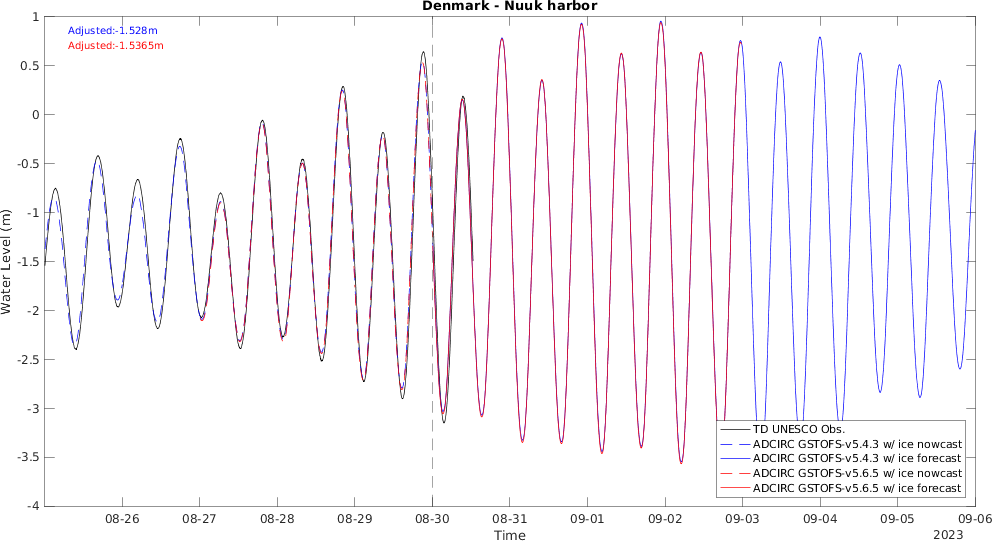 Denmark - Nuuk harbor
Adjusted:-1.528m
Adjusted:-1.5365m
1
0.5
0
-0.5
-1
-1.5
-2
-2.5
-3
-3.5
-4
Water Level (m)
TD UNESCO Obs.
ADCIRC GSTOFS-v5.4.3 w/ ice nowcast
ADCIRC GSTOFS-v5.4.3 w/ ice forecast
ADCIRC GSTOFS-v5.6.5 w/ ice nowcast
ADCIRC GSTOFS-v5.6.5 w/ ice forecast
08-26 08-27 08-28 08-29 08-30 08-31 09-01 09-02 09-03 09-04 09-05 09-06
Time
2023